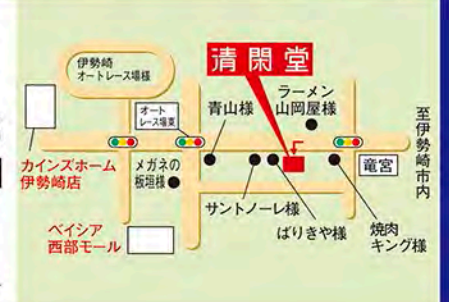 清閑堂
伊勢崎
オートレース場様
オート
レース場東
青山様
ラーメン
山岡屋様
至伊勢崎市内
カインズホーム
伊勢崎店
メガネの
板垣様
竜宮
サントノーレ様
ばりきや様
焼肉
キング様
ベイシア
西部モール